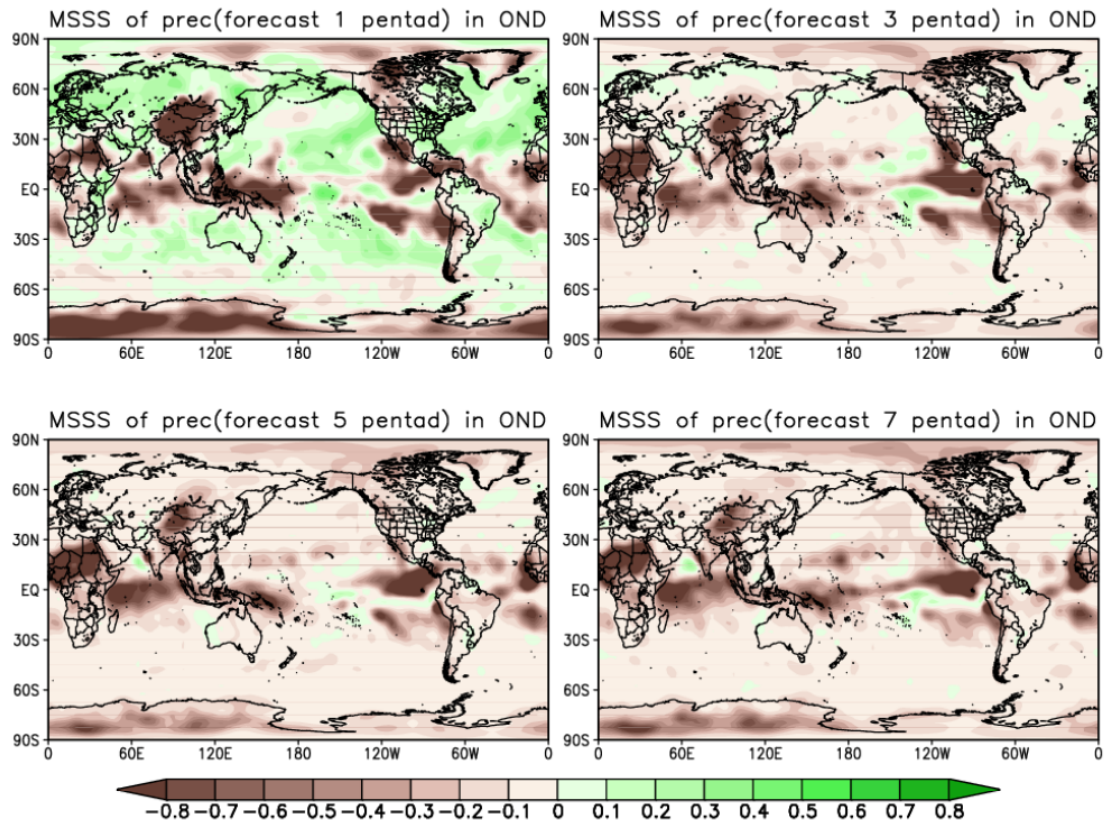 MSSS of prec(forecast 1 pentad) in OND
90N
60N
30N
EQ
30S
60S
90S
0 60E 120E 180 120W 60W 0
MSSS of prec(forecast 3 pentad) in OND
90N
60N
30N
EQ
30S
60S
90S
0 60E 120E 180 120W 60W 0
MSSS of prec(forecast 5 pentad) in OND
90N
60N
30N
EQ
30S
60S
90S
0 60E 120E 180 120W 60W 0
MSSS of prec(forecast 7 pentad) in OND
90N
60N
30N
EQ
30S
60S
90S
0 60E 120E 180 120W 60W 0
-0.8 -0.7 -0.6 -0.5 -0.4 -0.3 -0.2 -0.1 0 0.1 0.2 0.3 0.4 0.5 0.6 0.7 0.8